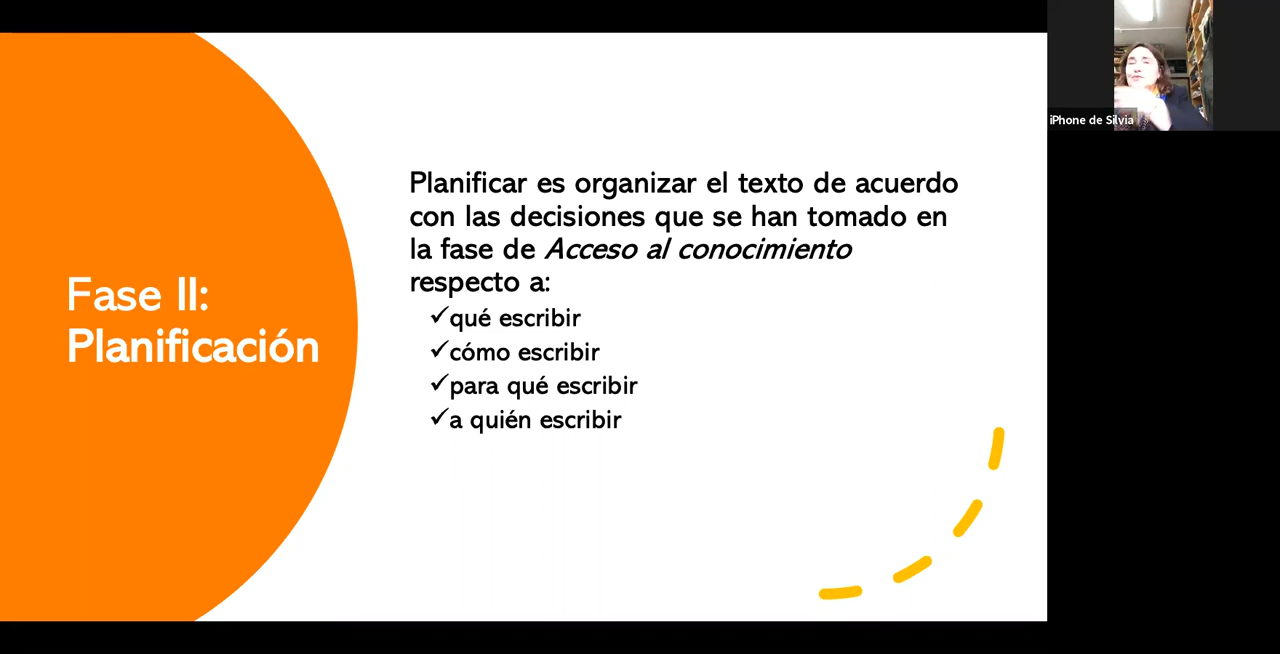 Fase II:
Planificación
Planificar es organizar el texto de acuerdo
con las decisiones que se han tomado en
la fase de Acceso al conocimiento
respecto a:
✓qué escribir
✓cómo escribir
✓para qué escribir
✓a quién escribir
iPhone de Silvia